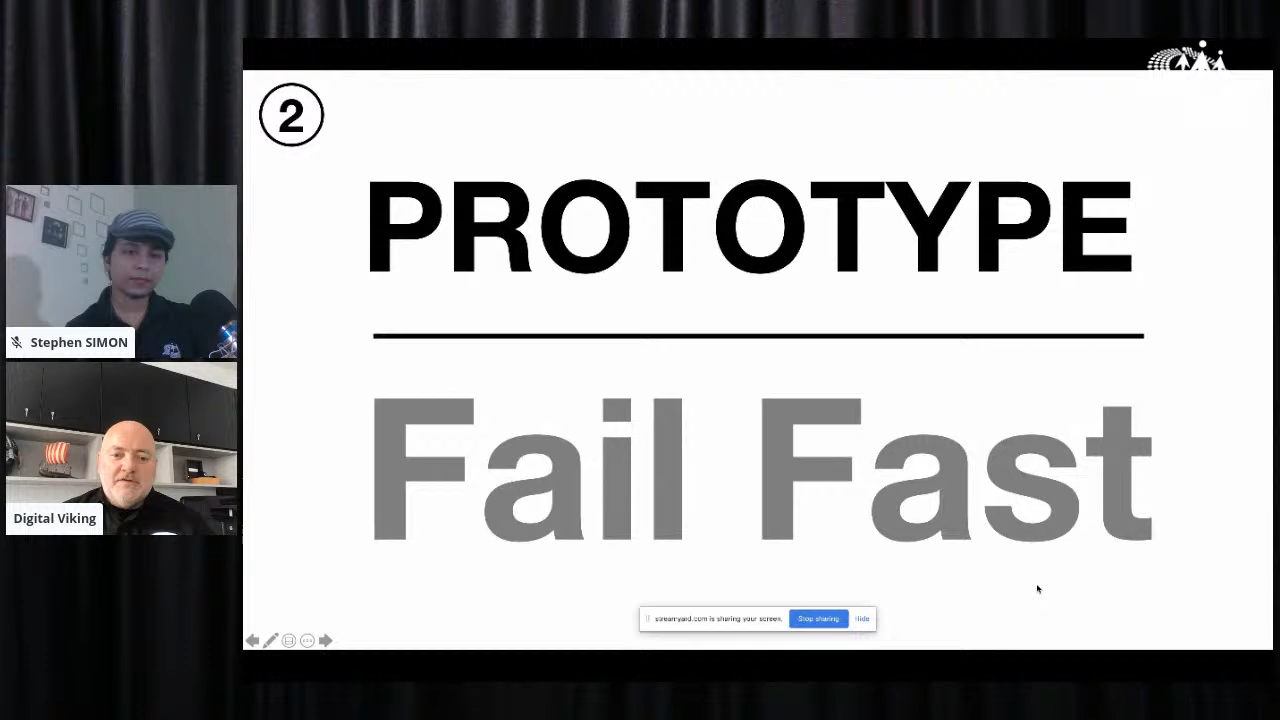 2
PROTOTYPE
Fail Fast
Stephen SIMON
Digital Viking
streamyard.com is sharing your screen.
Stop sharing
Hide